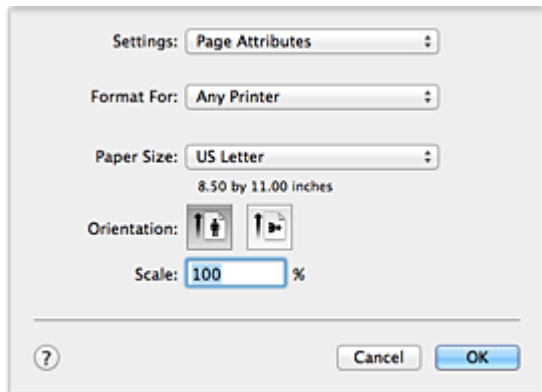 Settings: Page Attributes
Format For: Any Printer
Paper Size: US Letter
8.50 by 11.00 inches
Orientation:
Scale: 100 %
? Cancel OK